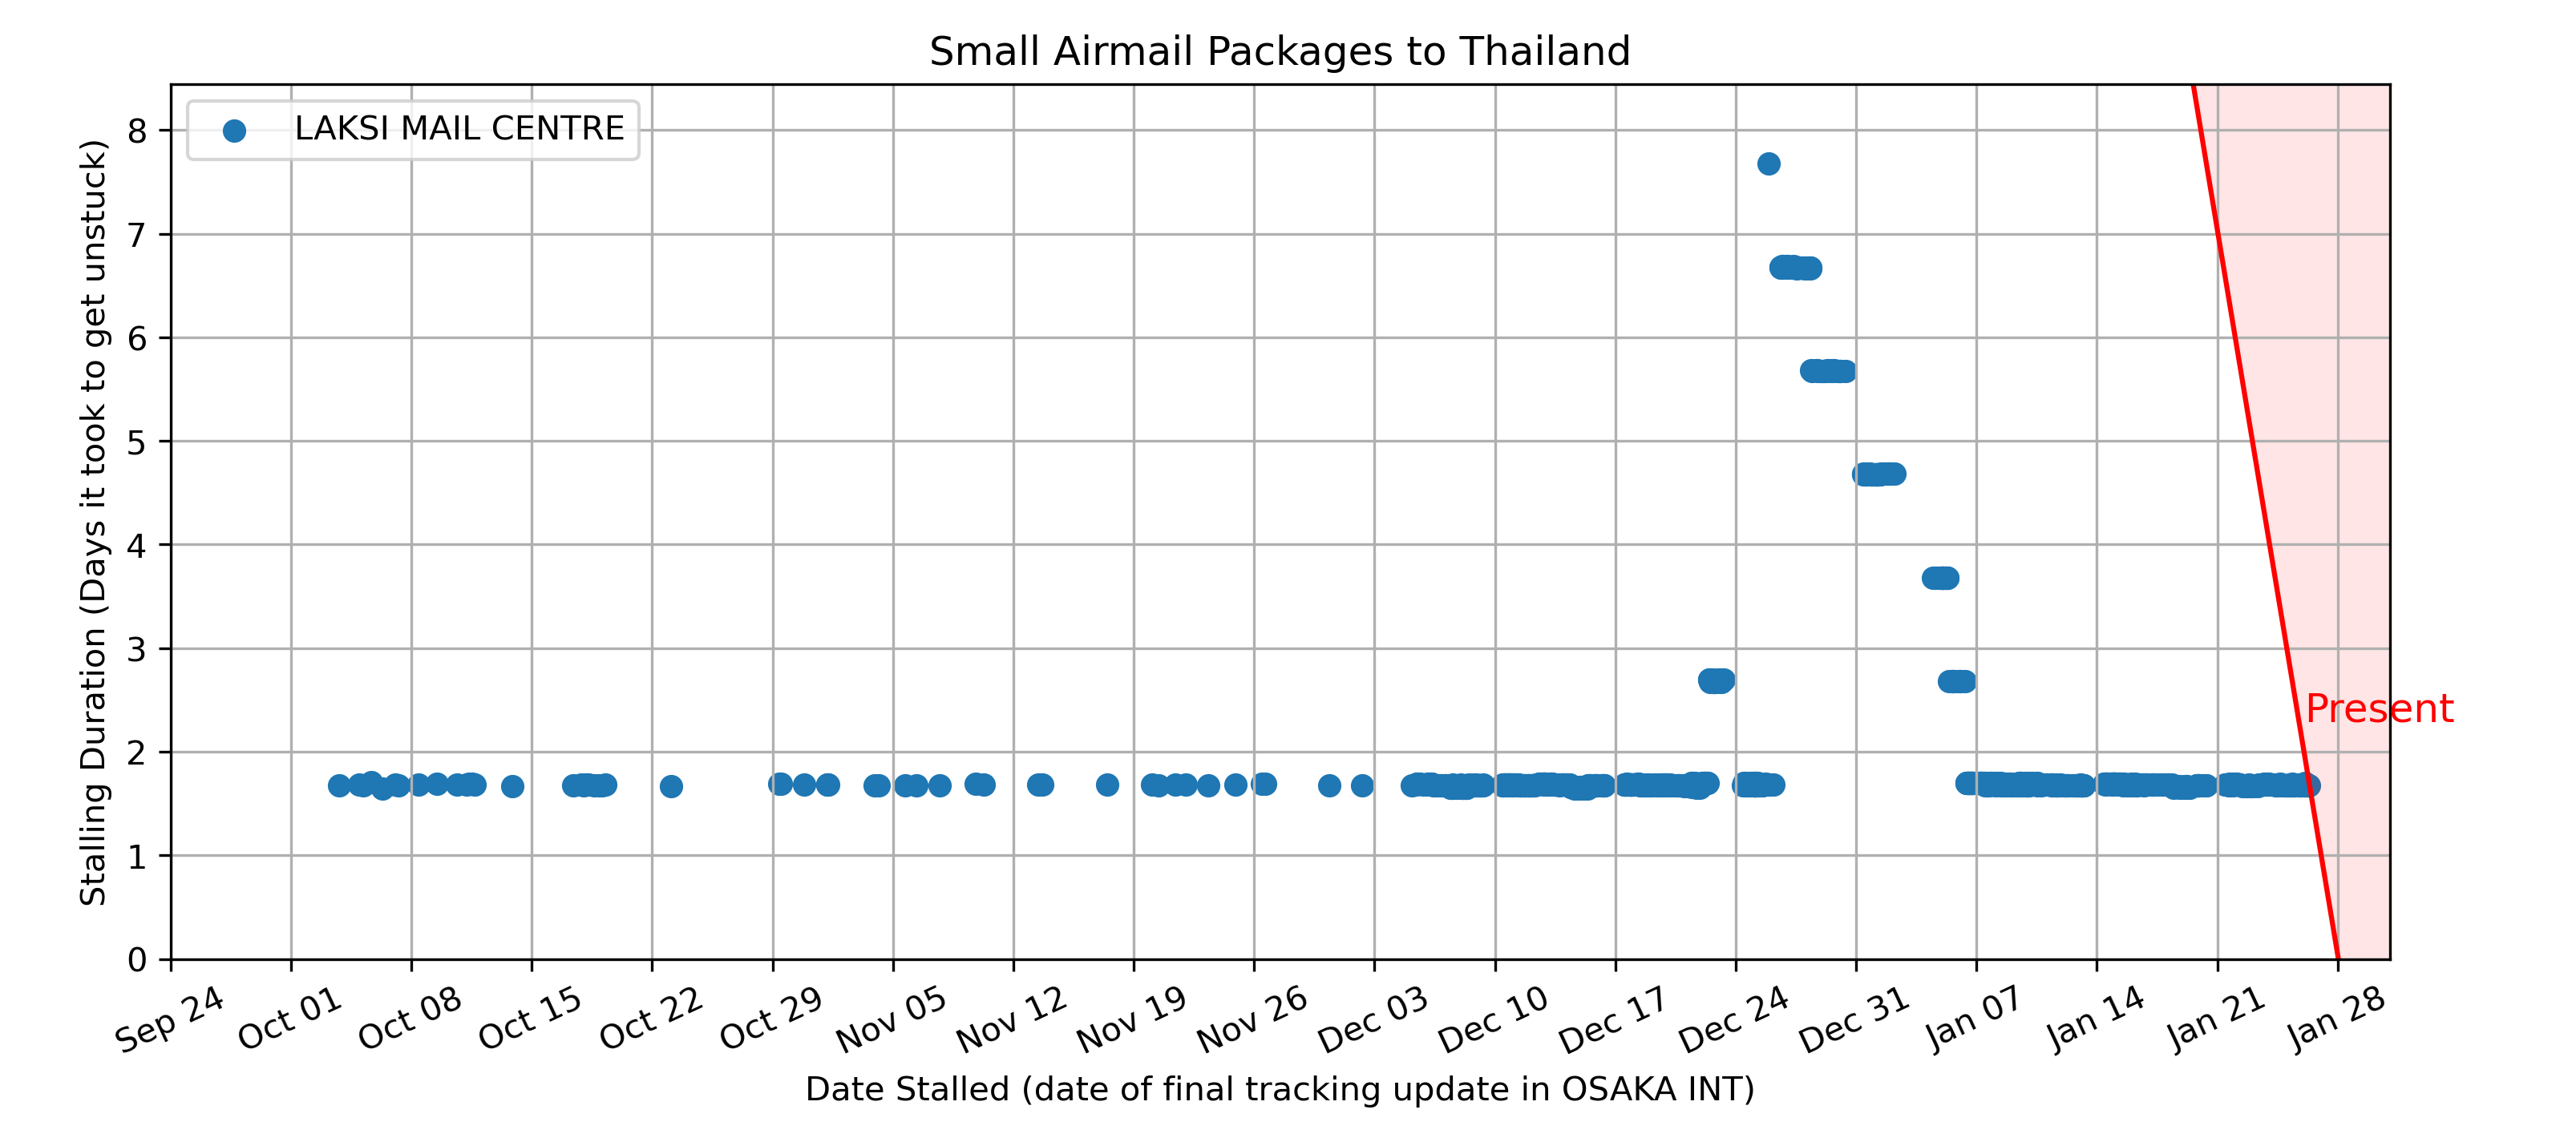 Small Airmail Packages to Thailand
LAKSI MAIL CENTRE
Stalling Duration (Days it took to get unstuck)
8
7
6
5
4
3
2
1
0
Present
Sep 24
Oct 01
Oct 08
Oct 15
Oct 22
Oct 29
Nov 05
Nov 12
Nov 19
Nov 26
Dec 03
Dec 10
Dec 17
Dec 24
Dec 31
Jan 07
Jan 14
Jan 21
Jan 28
Date Stalled (date of final tracking update in OSAKA INT)